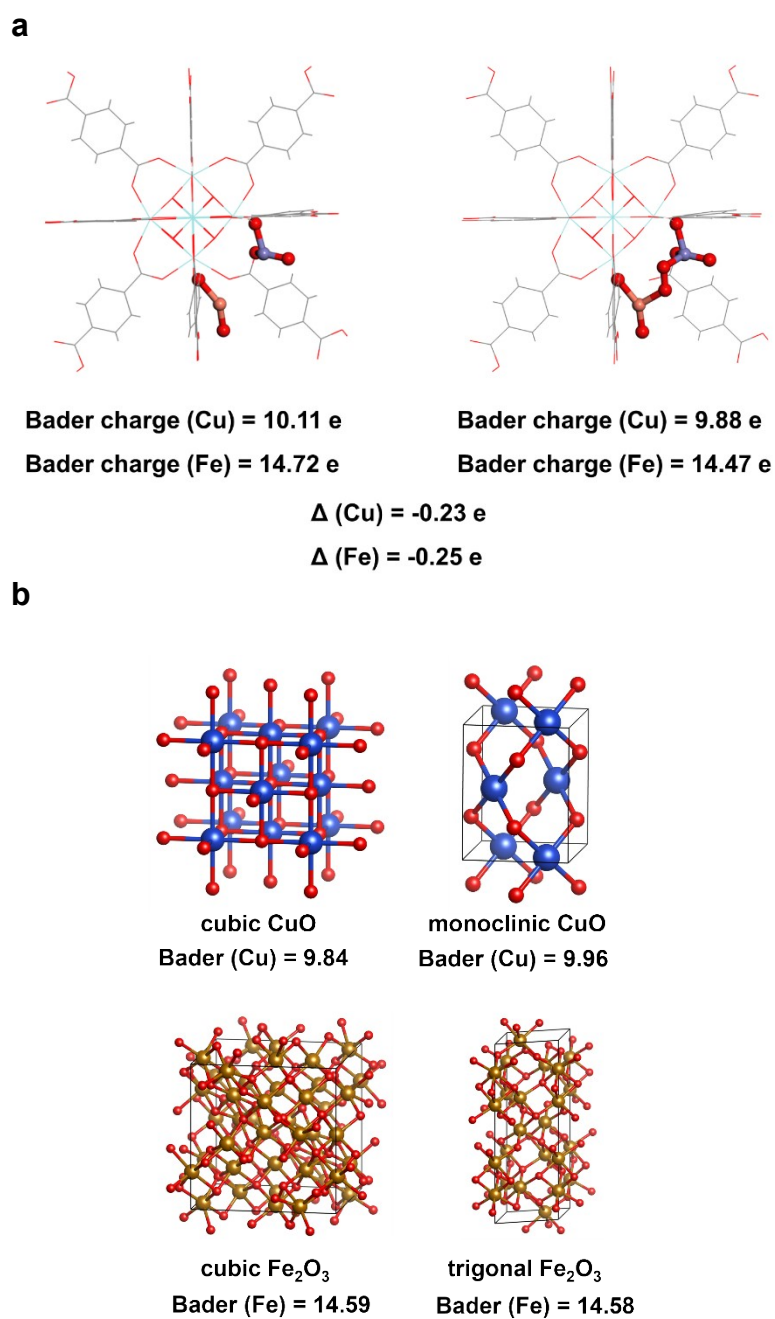 a
Bader charge (Cu) = 10.11 e
Bader charge (Fe) = 14.72 e
Bader charge (Cu) = 9.88 e
Bader charge (Fe) = 14.47 e
Δ (Cu) = -0.23 e
Δ (Fe) = -0.25 e
b
cubic CuO
Bader (Cu) = 9.84
monoclinic CuO
Bader (Cu) = 9.96
cubic Fe₂O₃
Bader (Fe) = 14.59
trigonal Fe₂O₃
Bader (Fe) = 14.58